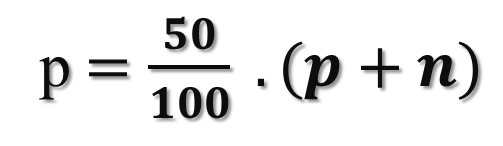 p = 50/100 . (p + n)